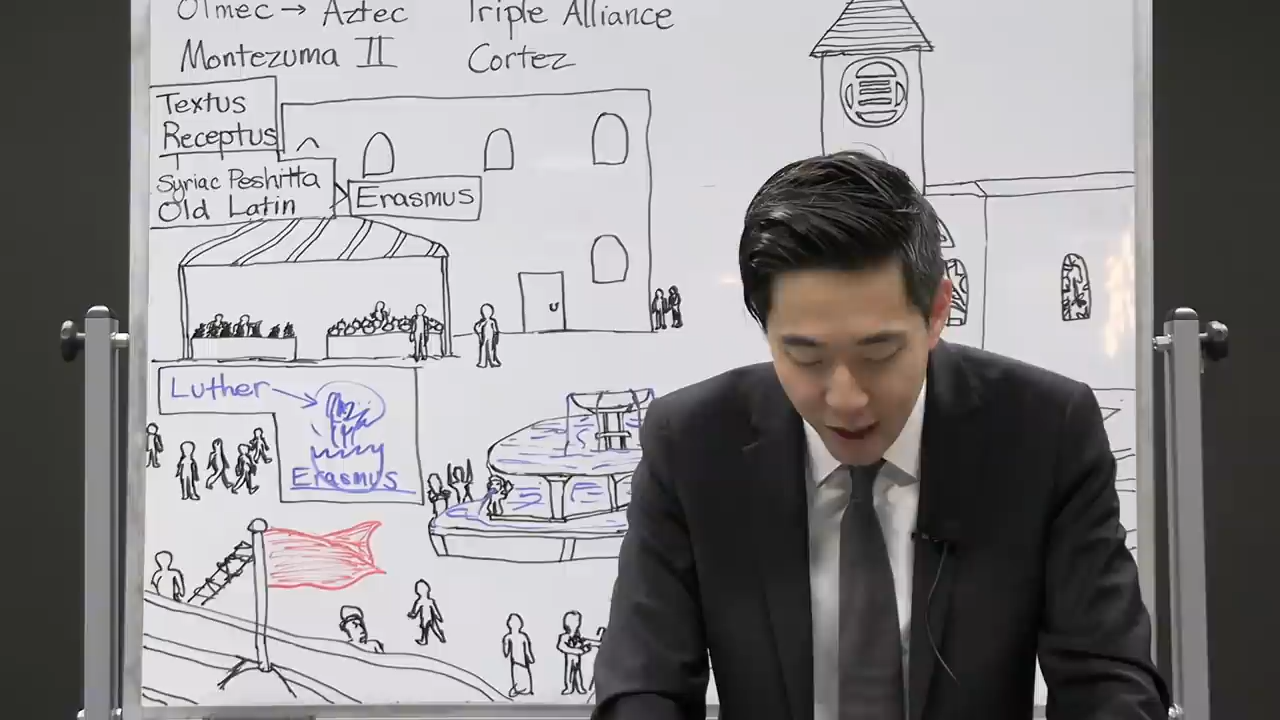 Olmec → Aztec Triple Alliance
Montezuma II Cortez
Textus
Receptus
Syriac Peshitta
Old Latin
Erasmus
Luther
Erasmus